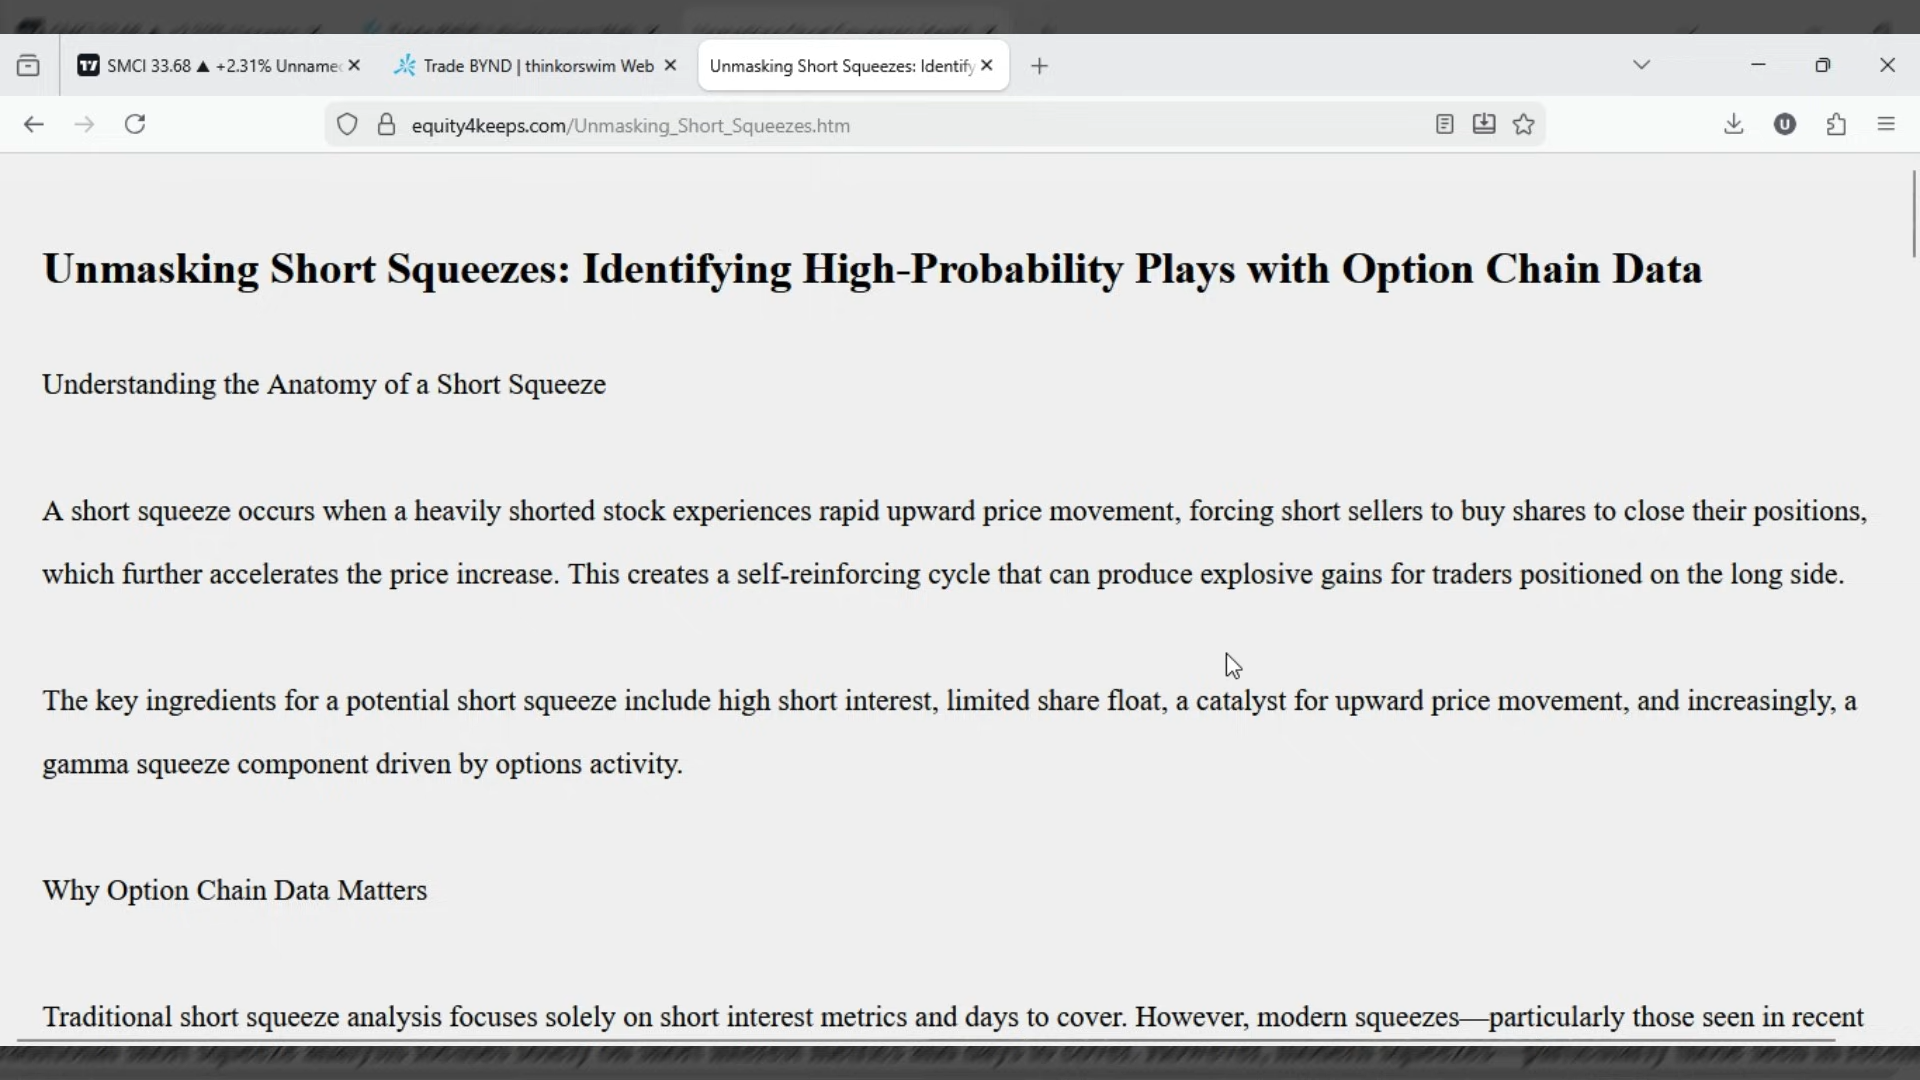 SMCI 33.68 ▲ +2.31% Unname
Trade BYND | thinkorswim Web
Unmasking Short Squeezes: Identify
equity4keeps.com/Unmasking_Short_Squeezes.htm
U
Unmasking Short Squeezes: Identifying High-Probability Plays with Option Chain Data
Understanding the Anatomy of a Short Squeeze
A short squeeze occurs when a heavily shorted stock experiences rapid upward price movement, forcing short sellers to buy shares to close their positions,
which further accelerates the price increase. This creates a self-reinforcing cycle that can produce explosive gains for traders positioned on the long side.
The key ingredients for a potential short squeeze include high short interest, limited share float, a catalyst for upward price movement, and increasingly, a
gamma squeeze component driven by options activity.
Why Option Chain Data Matters
Traditional short squeeze analysis focuses solely on short interest metrics and days to cover. However, modern squeezes—particularly those seen in recent